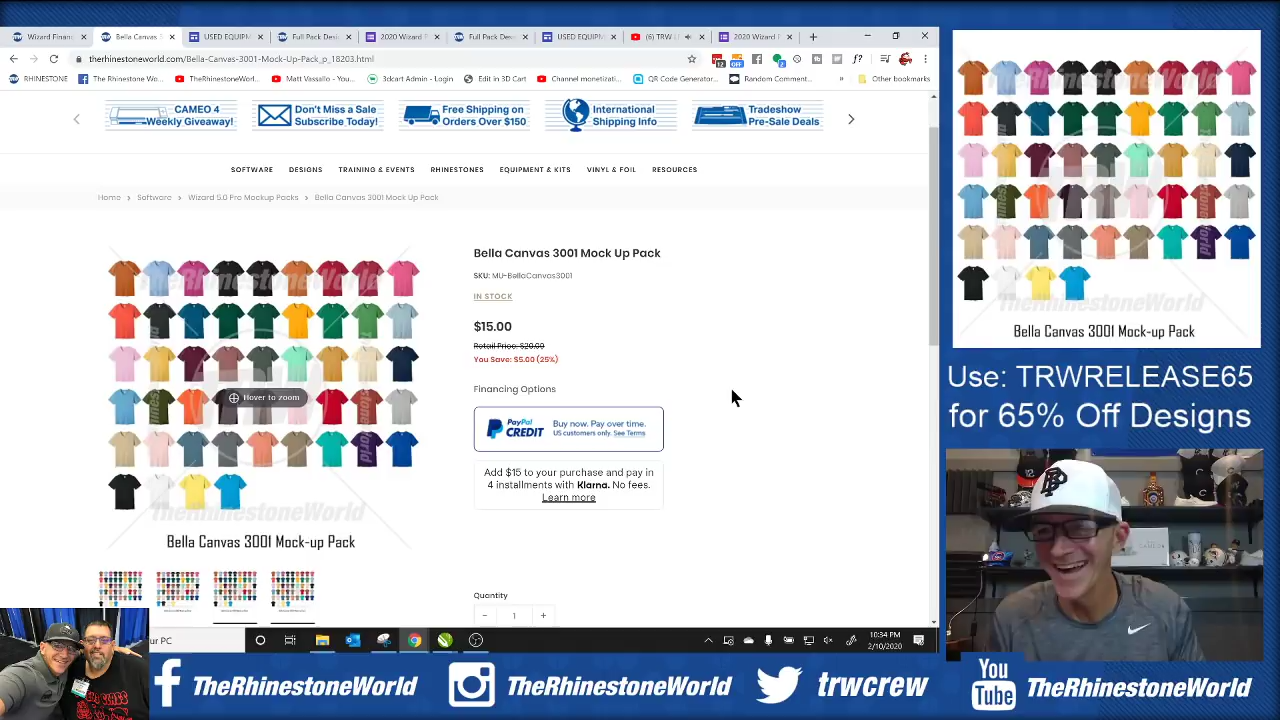 Wizard Financ
Bella Canvas 3
USED EQUIPM
Full Pack Desi
2020 Wizard P
Full Pack Des
USED EQUIPM
(6) TRW L
2020 Wizard P
therhinestoneworld.com/Bella-Canvas-3001-Mock-Up-Pack_p_18203.html
RHINESTONE
The Rhinestone Wo...
Matt Vassallo - You...
3dcart Admin - Login
Edit in 3D Cart
Channel monetizati...
QR Code Generator...
Random Comment...
Other bookmarks
CAMEO 4
Weekly Giveaway!
Don't Miss a Sale
Subscribe Today!
Free Shipping on
Orders Over $150
International
Shipping Info
Tradeshow
Pre-Sale Deals
SOFTWARE DESIGNS TRAINING & EVENTS RHINESTONES EQUIPMENT & KITS VINYL & FOIL RESOURCES
Home > Software > Wizard 5.0 Pro Mockup Packs > Bella Canvas 3001 Mock Up Pack
TheRhinestoneWorld
Hover to zoom
TheRhinestoneWorld
Bella Canvas 3001 Mock-up Pack
Bella Canvas 3001 Mock Up Pack
SKU: MU-BellaCanvas3001
IN STOCK
$15.00
Retail Price: $20.00
You Save: $5.00 (25%)
Financing Options
PayPal
CREDIT
Buy now. Pay over time.
US customers only. See Terms
Add $15 to your purchase and pay in
4 installments with Klarna. No fees.
Learn more
Quantity
- 1 +
ur PC
10:34 PM
2/10/2020
TheRhinestoneWorld
TheRhinestoneWorld
Bella Canvas 3001 Mock-up Pack
Use: TRWRELEASE65
for 65% Off Designs
TheRhinestoneWorld
TheRhinestoneWorld
trwcrew
You
Tube
TheRhinestoneWorld